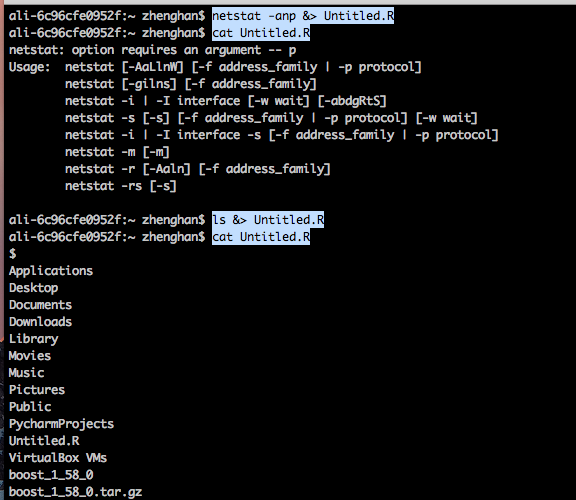 ali-6c96cfe0952f:~ zhenghan$ netstat -anp &> Untitled.R
ali-6c96cfe0952f:~ zhenghan$ cat Untitled.R
netstat: option requires an argument -- p
Usage:  netstat [-AaLlnW] [-f address_family | -p protocol]
        netstat [-gilns] [-f address_family]
        netstat -i | -I interface [-w wait] [-abdgRtS]
        netstat -s [-s] [-f address_family | -p protocol] [-w wait]
        netstat -i | -I interface -s [-f address_family | -p protocol]
        netstat -m [-m]
        netstat -r [-Aaln] [-f address_family]
        netstat -rs [-s]
ali-6c96cfe0952f:~ zhenghan$ ls &> Untitled.R
ali-6c96cfe0952f:~ zhenghan$ cat Untitled.R
$
Applications
Desktop
Documents
Downloads
Library
Movies
Music
Pictures
Public
PycharmProjects
Untitled.R
VirtualBox VMs
boost_1_58_0
boost_1_58_0.tar.gz